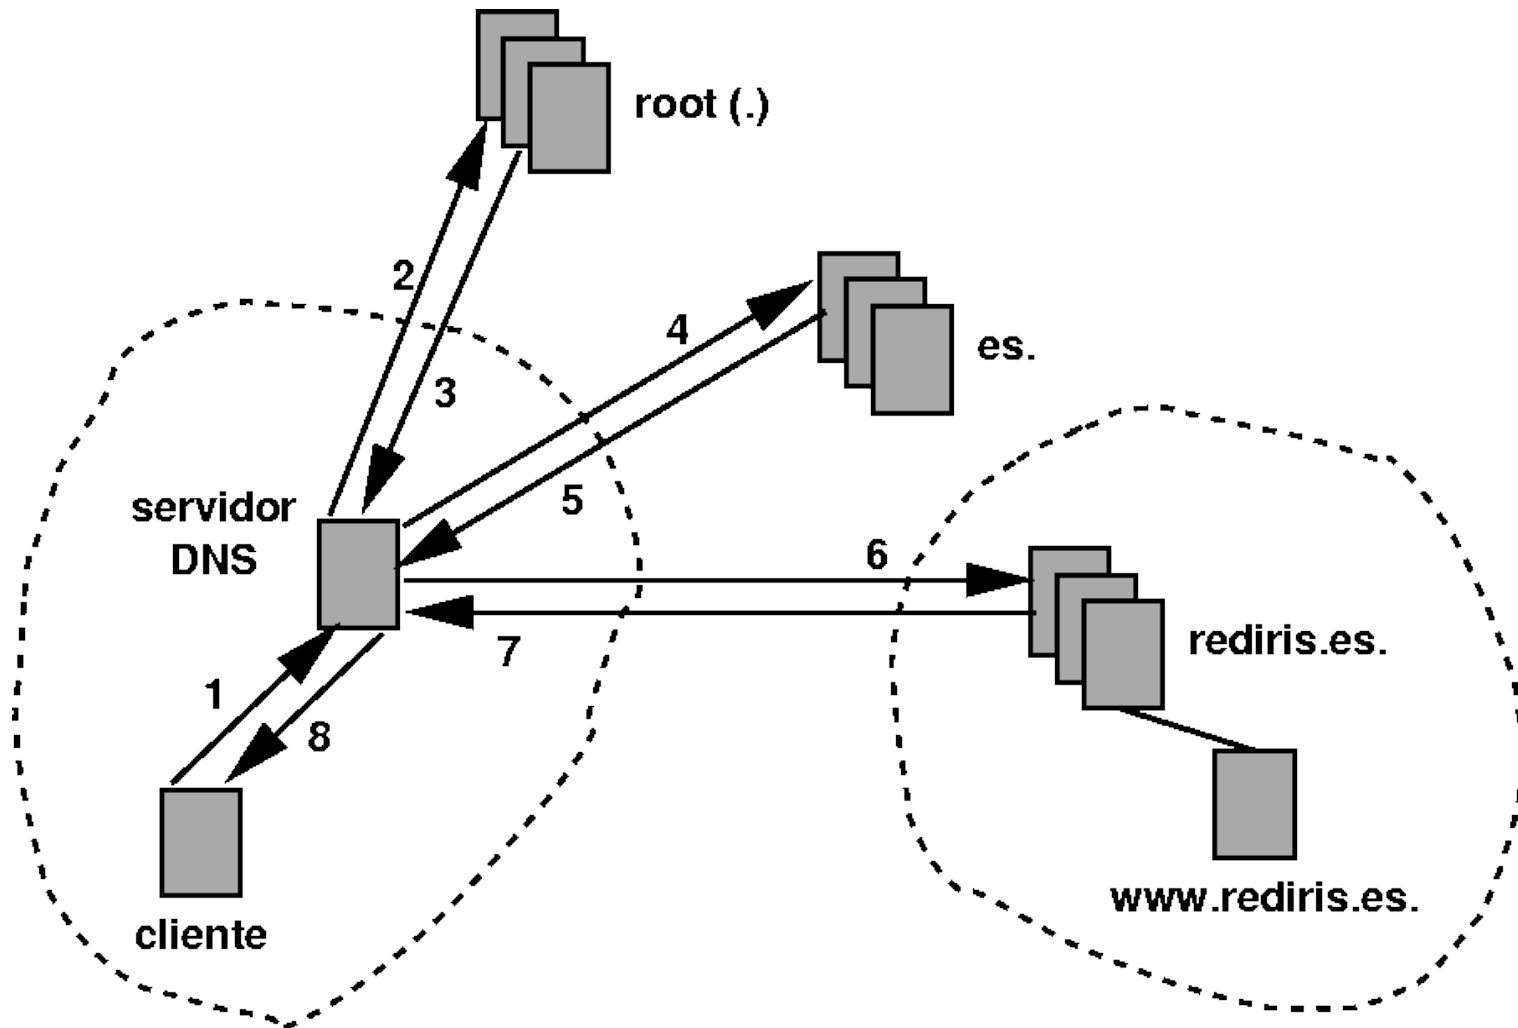 root (.)
2
4
es.
3
servidor
DNS
5
6
7
rediris.es.
1
8
www.rediris.es.
cliente